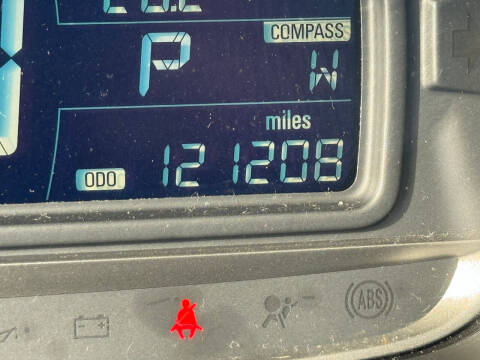 P
COMPASS
W
miles
ODO 121208
ABS